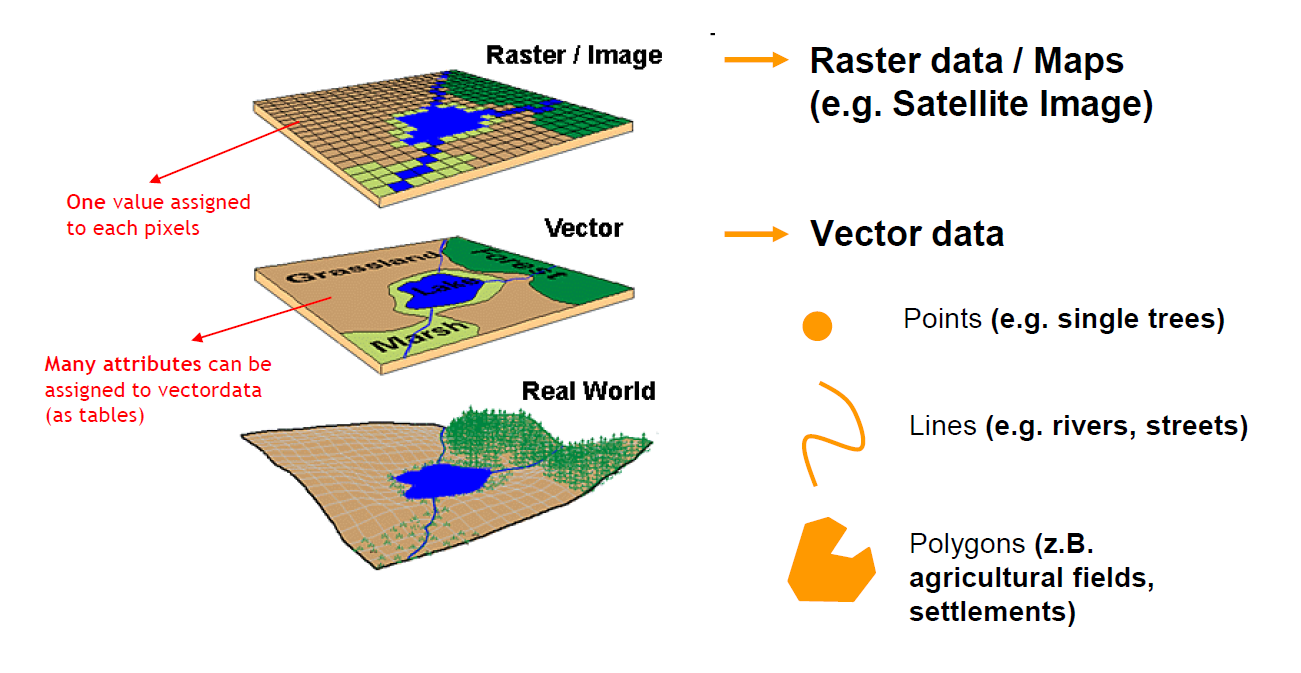 Raster / Image
One value assigned
to each pixels
Vector
Grassland
Forest
Lake
Marsh
Many attributes can be
assigned to vectordata
(as tables)
Real World
-
Raster data / Maps
(e.g. Satellite Image)
Vector data
Points (e.g. single trees)
Lines (e.g. rivers, streets)
Polygons (z.B.
agricultural fields,
settlements)